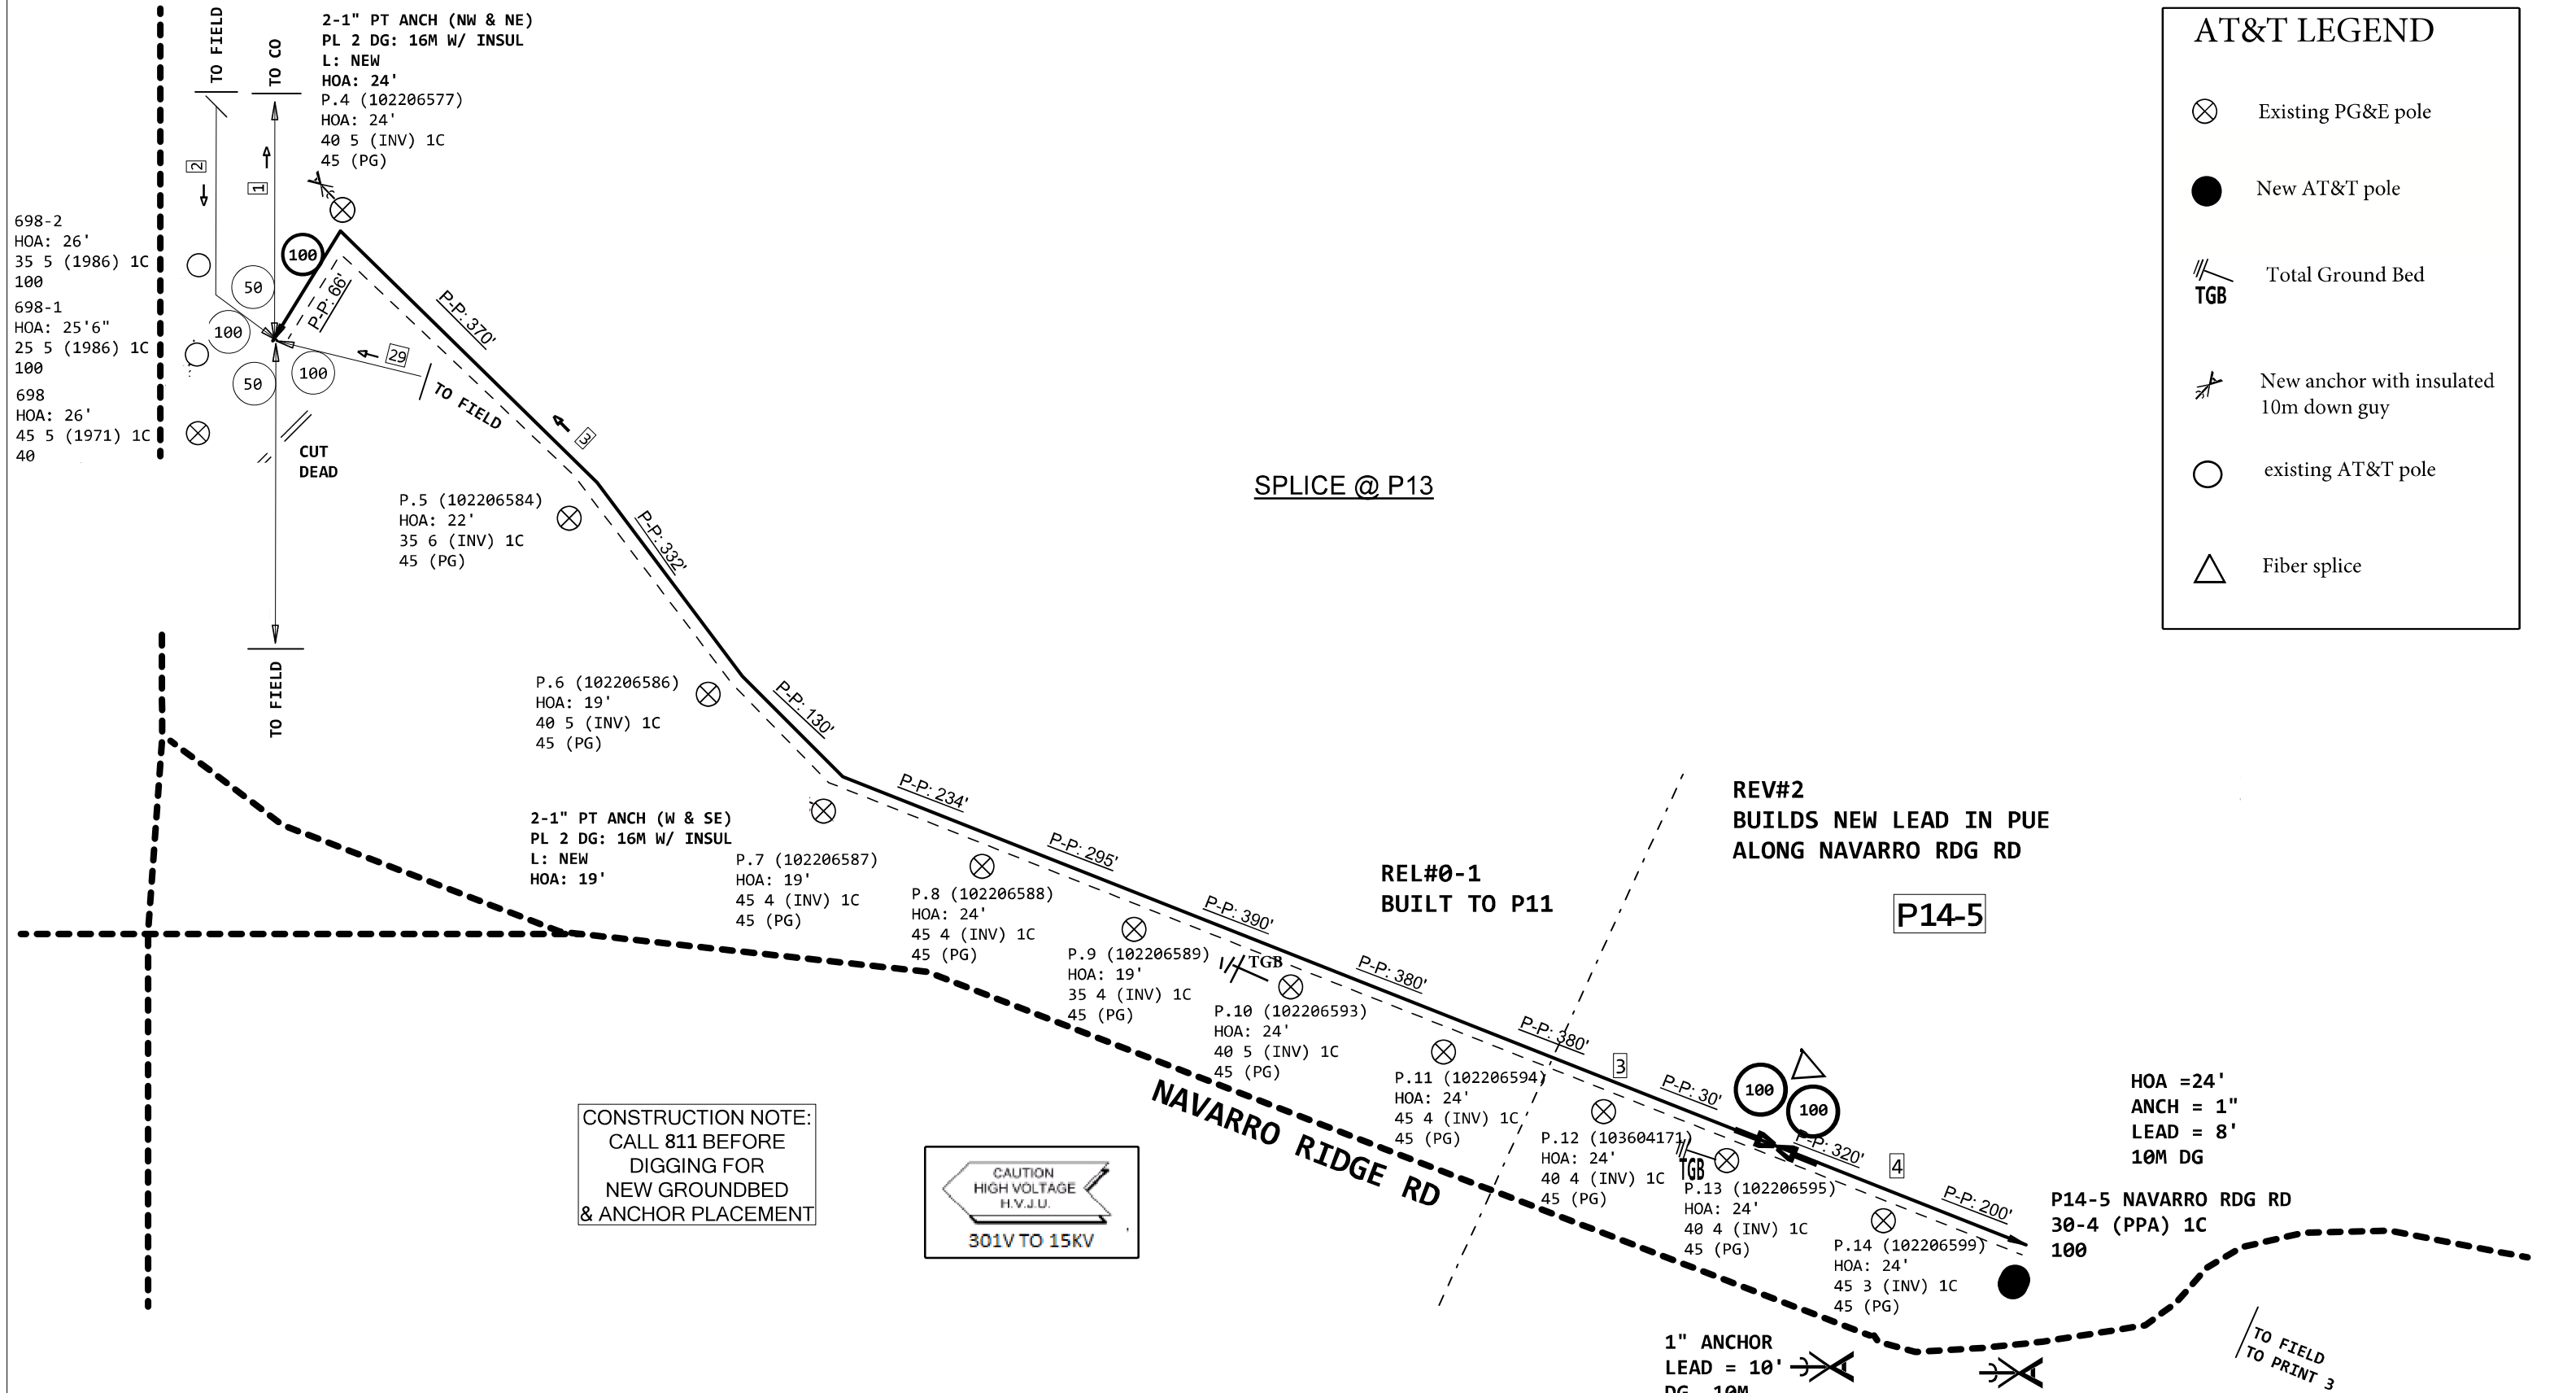 TO FIELD
TO CO
2-1" PT ANCH (NW & NE)
PL 2 DG: 16M W/ INSUL
L: NEW
HOA: 24'
P.4 (102206577)
HOA: 24'
40 5 (INV) 1C
45 (PG)
2
1
698-2
HOA: 26'
35 5 (1986) 1C
100
698-1
HOA: 25'6"
25 5 (1986) 1C
100
698
HOA: 26'
45 5 (1971) 1C
40
100
50
100
50
100
P-P: 66'
P-P: 370'
29
TO FIELD
3
CUT
DEAD
TO FIELD
P.5 (102206584)
HOA: 22'
35 6 (INV) 1C
45 (PG)
P-P: 332'
P.6 (102206586)
HOA: 19'
40 5 (INV) 1C
45 (PG)
P-P: 130'
2-1" PT ANCH (W & SE)
PL 2 DG: 16M W/ INSUL
L: NEW
HOA: 19'
P.7 (102206587)
HOA: 19'
45 4 (INV) 1C
45 (PG)
P-P: 234'
P.8 (102206588)
HOA: 24'
45 4 (INV) 1C
45 (PG)
P-P: 295'
P.9 (102206589)
HOA: 19'
35 4 (INV) 1C
45 (PG)
P-P: 390'
TGB
P.10 (102206593)
HOA: 24'
40 5 (INV) 1C
45 (PG)
P-P: 380'
P.11 (102206594)
HOA: 24'
45 4 (INV) 1C
45 (PG)
P-P: 380'
3
P.12 (103604171)
HOA: 24'
40 4 (INV) 1C
45 (PG)
P-P: 30'
100
100
TGB
P.13 (102206595)
HOA: 24'
40 4 (INV) 1C
45 (PG)
P-P: 320'
4
P.14 (102206599)
HOA: 24'
45 3 (INV) 1C
45 (PG)
P-P: 200'
SPLICE @ P13
REL#0-1
BUILT TO P11
REV#2
BUILDS NEW LEAD IN PUE
ALONG NAVARRO RDG RD
P14-5
HOA =24'
ANCH = 1"
LEAD = 8'
10M DG
P14-5 NAVARRO RDG RD
30-4 (PPA) 1C
100
NAVARRO RIDGE RD
CONSTRUCTION NOTE:
CALL 811 BEFORE
DIGGING FOR
NEW GROUNDBED
& ANCHOR PLACEMENT
CAUTION
HIGH VOLTAGE
H.V.J.U.
301V TO 15KV
1" ANCHOR
LEAD = 10'
DG 10M
TO FIELD
TO PRINT 3
AT&T LEGEND
Existing PG&E pole
New AT&T pole
TGB
Total Ground Bed
New anchor with insulated
10m down guy
existing AT&T pole
Fiber splice